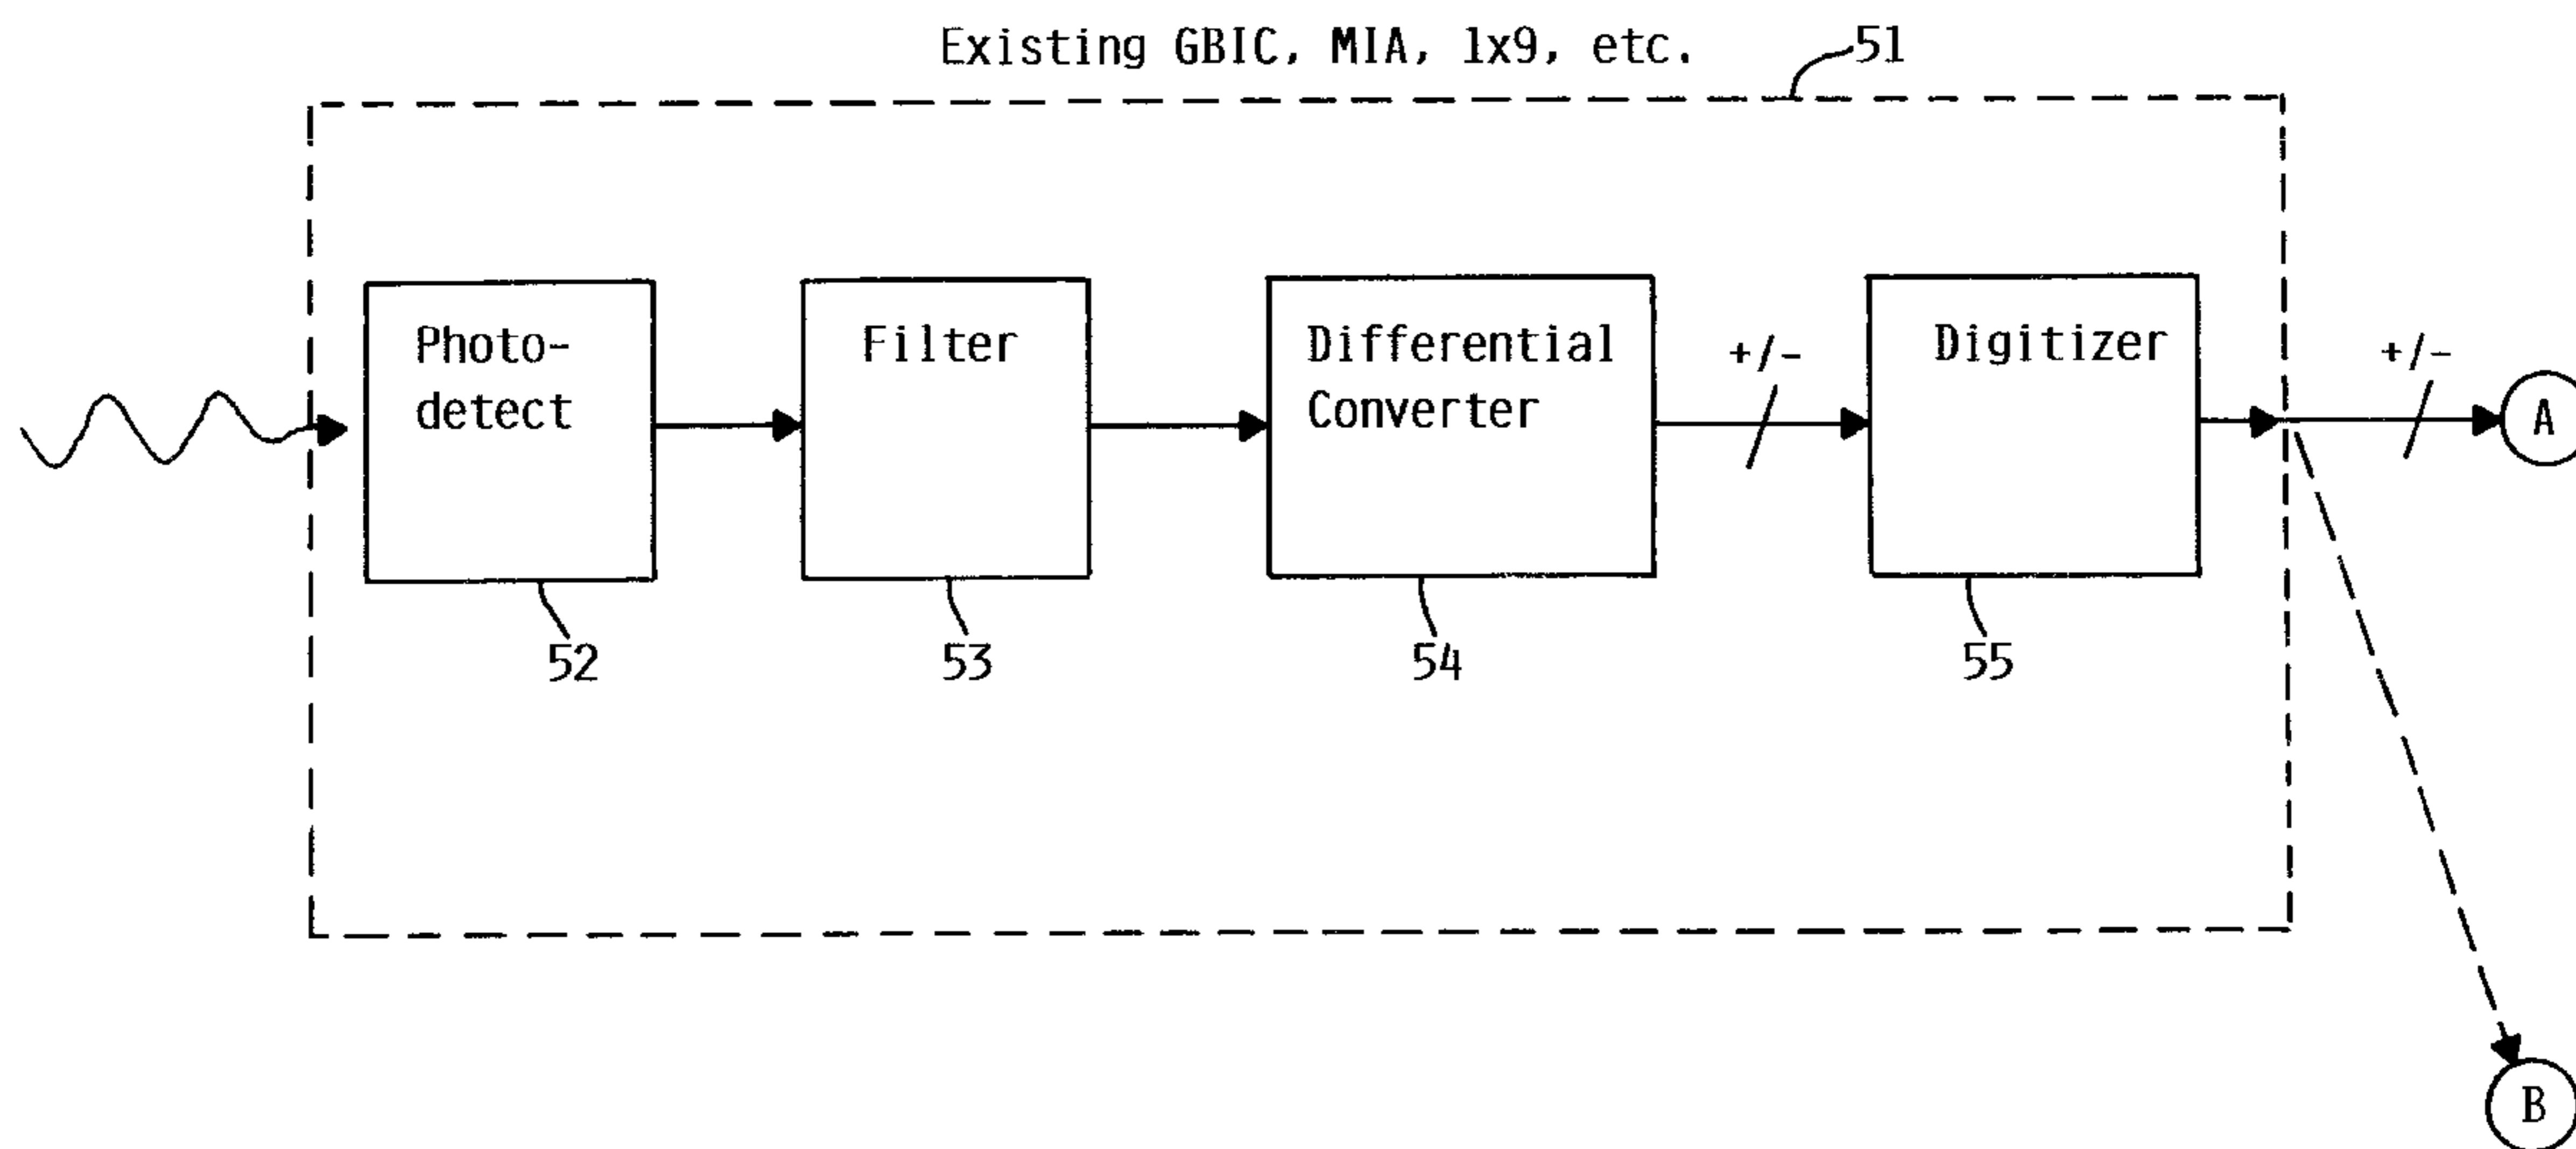 Existing GBIC, MIA, 1x9, etc.
51
Photo-
detect
Filter
Differential
Converter
+/-
Digitizer
+/-
A
52
53
54
55
B